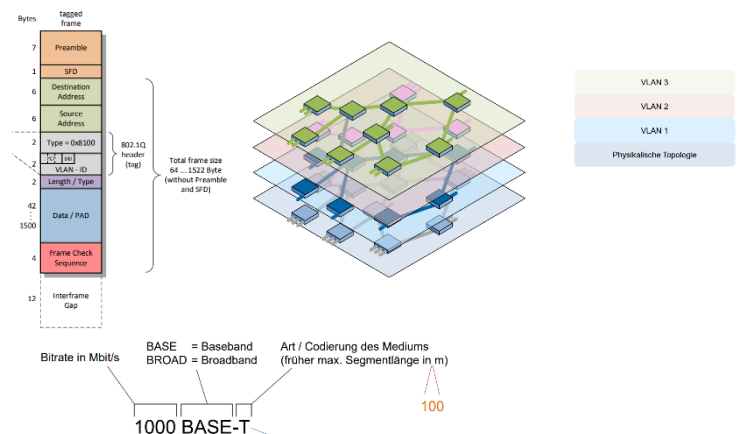 tagged
frame
Bytes
7
Preamble
1
SFD
6
Destination
Address
6
Source
Address
2
Type = 0x8100
2
VLAN - ID
2
Length / Type
42
1500
Data / PAD
4
Frame Check
Sequence
12
Interframe
Gap
802.1Q
header
(tag)
Total frame size
64 ... 1522 Byte
(without Preamble
and SFD)
VLAN 3
VLAN 2
VLAN 1
Physikalische Topologie
Bitrate in Mbit/s
BASE = Baseband
BROAD = Broadband
Art / Codierung des Mediums
(früher max. Segmentlänge in m)
100
1000 BASE-T